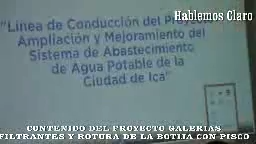 Hablemos Claro
"Línea de Conducción del Proyecto
Ampliación y Mejoramiento del
Sistema de Abastecimiento
de Agua Potable de la
Ciudad de Ica"
CONTENIDO DEL PROYECTO GALERIAS
FILTRANTES Y ROTURA DE LA BOTIJA CON PISCO